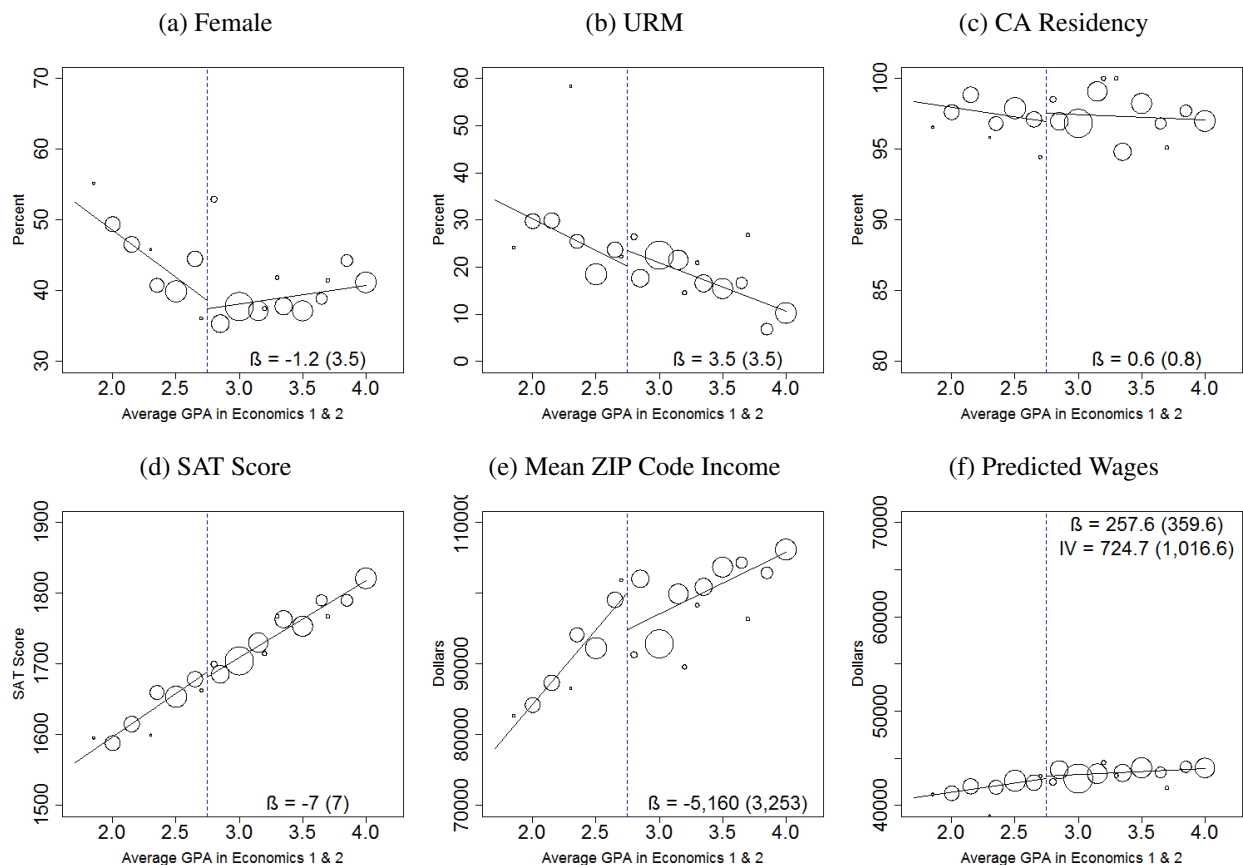 (a) Female
(b) URM
(c) CA Residency
70
60
50
40
30
Percent
2.0 2.5 3.0 3.5 4.0
Average GPA in Economics 1 & 2
ß = -1.2 (3.5)
60
50
40
30
20
10
0
Percent
2.0 2.5 3.0 3.5 4.0
Average GPA in Economics 1 & 2
ß = 3.5 (3.5)
100
95
90
85
80
Percent
2.0 2.5 3.0 3.5 4.0
Average GPA in Economics 1 & 2
ß = 0.6 (0.8)
(d) SAT Score
(e) Mean ZIP Code Income
(f) Predicted Wages
1900
1800
1700
1600
1500
SAT Score
2.0 2.5 3.0 3.5 4.0
Average GPA in Economics 1 & 2
ß = -7 (7)
110000
90000
80000
70000
Dollars
2.0 2.5 3.0 3.5 4.0
Average GPA in Economics 1 & 2
ß = -5,160 (3,253)
70000
60000
50000
40000
Dollars
2.0 2.5 3.0 3.5 4.0
Average GPA in Economics 1 & 2
ß = 257.6 (359.6)
IV = 724.7 (1,016.6)